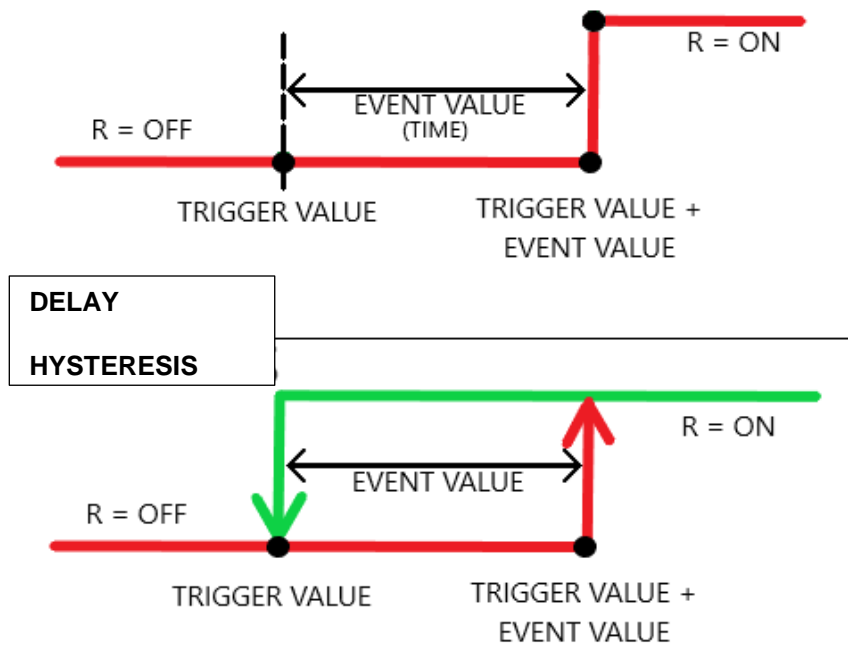 R = ON
EVENT VALUE
R = OFF
(TIME)
TRIGGER VALUE
TRIGGER VALUE +
EVENT VALUE
DELAY
HYSTERESIS
R = ON
EVENT VALUE
R = OFF
TRIGGER VALUE
TRIGGER VALUE +
EVENT VALUE